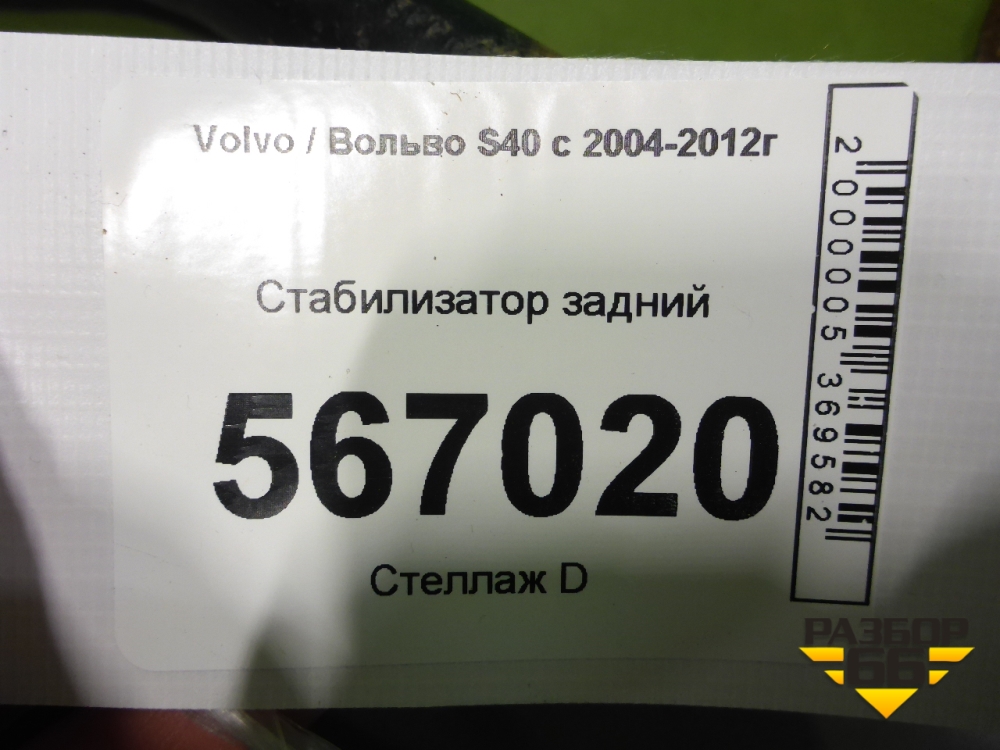 Volvo / Вольво S40 с 2004-2012г
Стабилизатор задний
567020
Стеллаж D
2000005369582
РАЗБОР
66